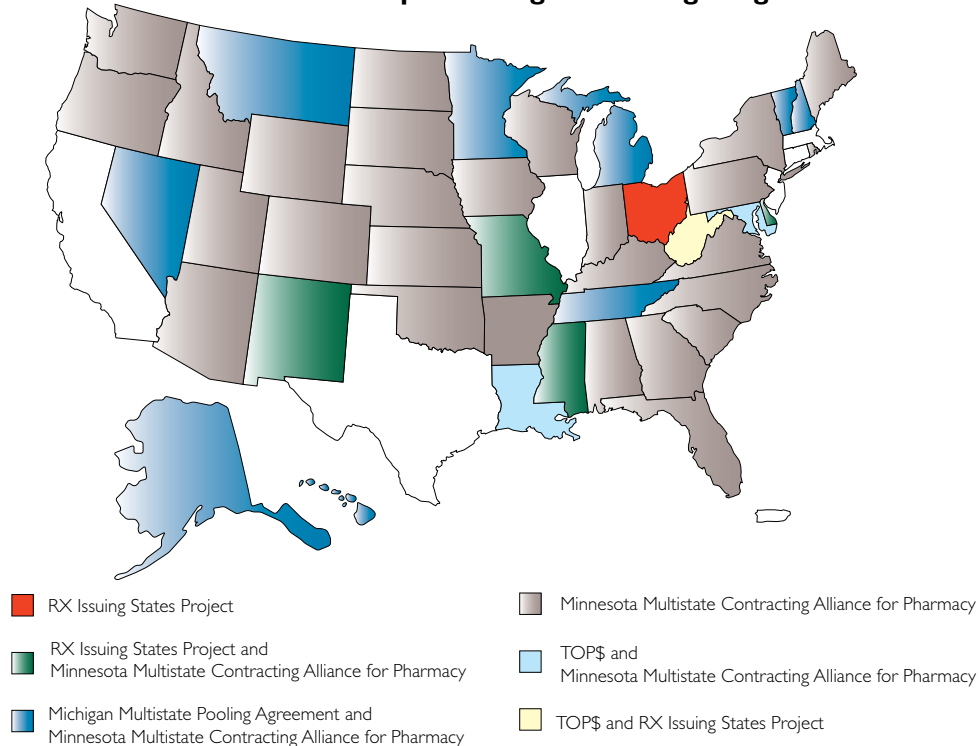 RX Issuing States Project
RX Issuing States Project and
Minnesota Multistate Contracting Alliance for Pharmacy
Michigan Multistate Pooling Agreement and
Minnesota Multistate Contracting Alliance for Pharmacy
Minnesota Multistate Contracting Alliance for Pharmacy
TOP$ and
Minnesota Multistate Contracting Alliance for Pharmacy
TOP$ and RX Issuing States Project